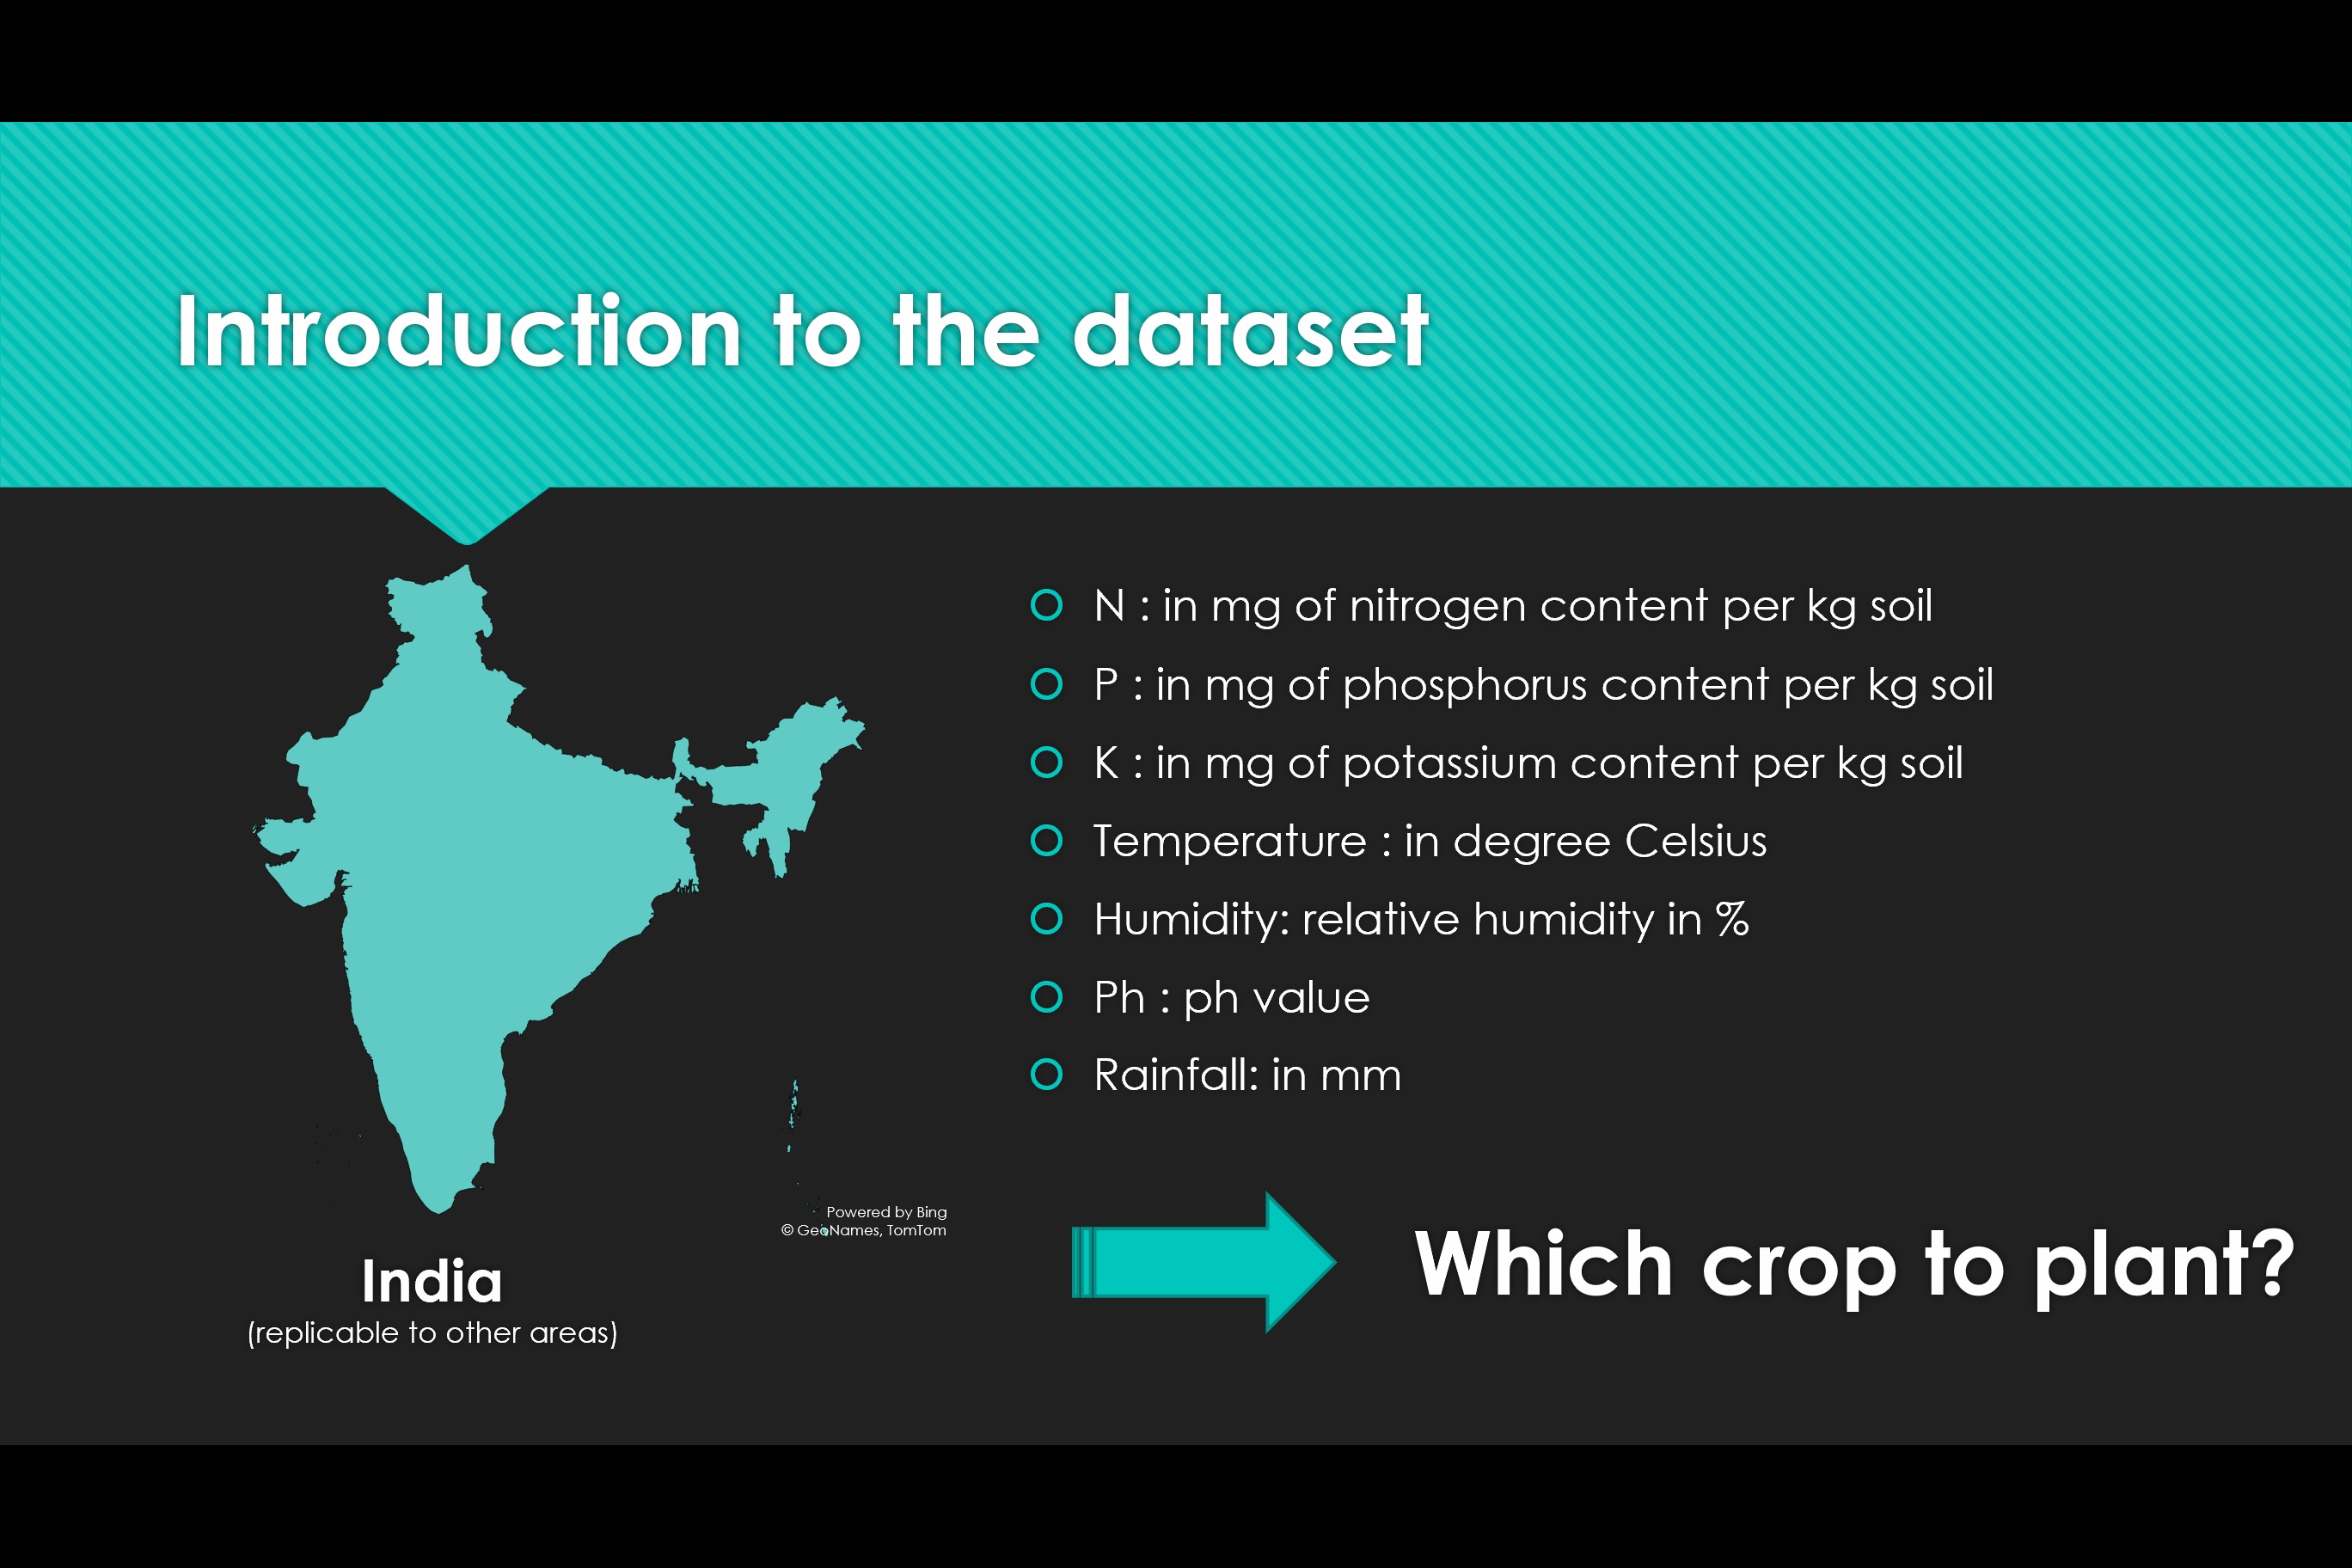 Introduction to the dataset
N : in mg of nitrogen content per kg soil
P : in mg of phosphorus content per kg soil
K : in mg of potassium content per kg soil
Temperature : in degree Celsius
Humidity: relative humidity in %
Ph : ph value
Rainfall: in mm
Powered by Bing
© GeoNames, TomTom
India
(replicable to other areas)
Which crop to plant?